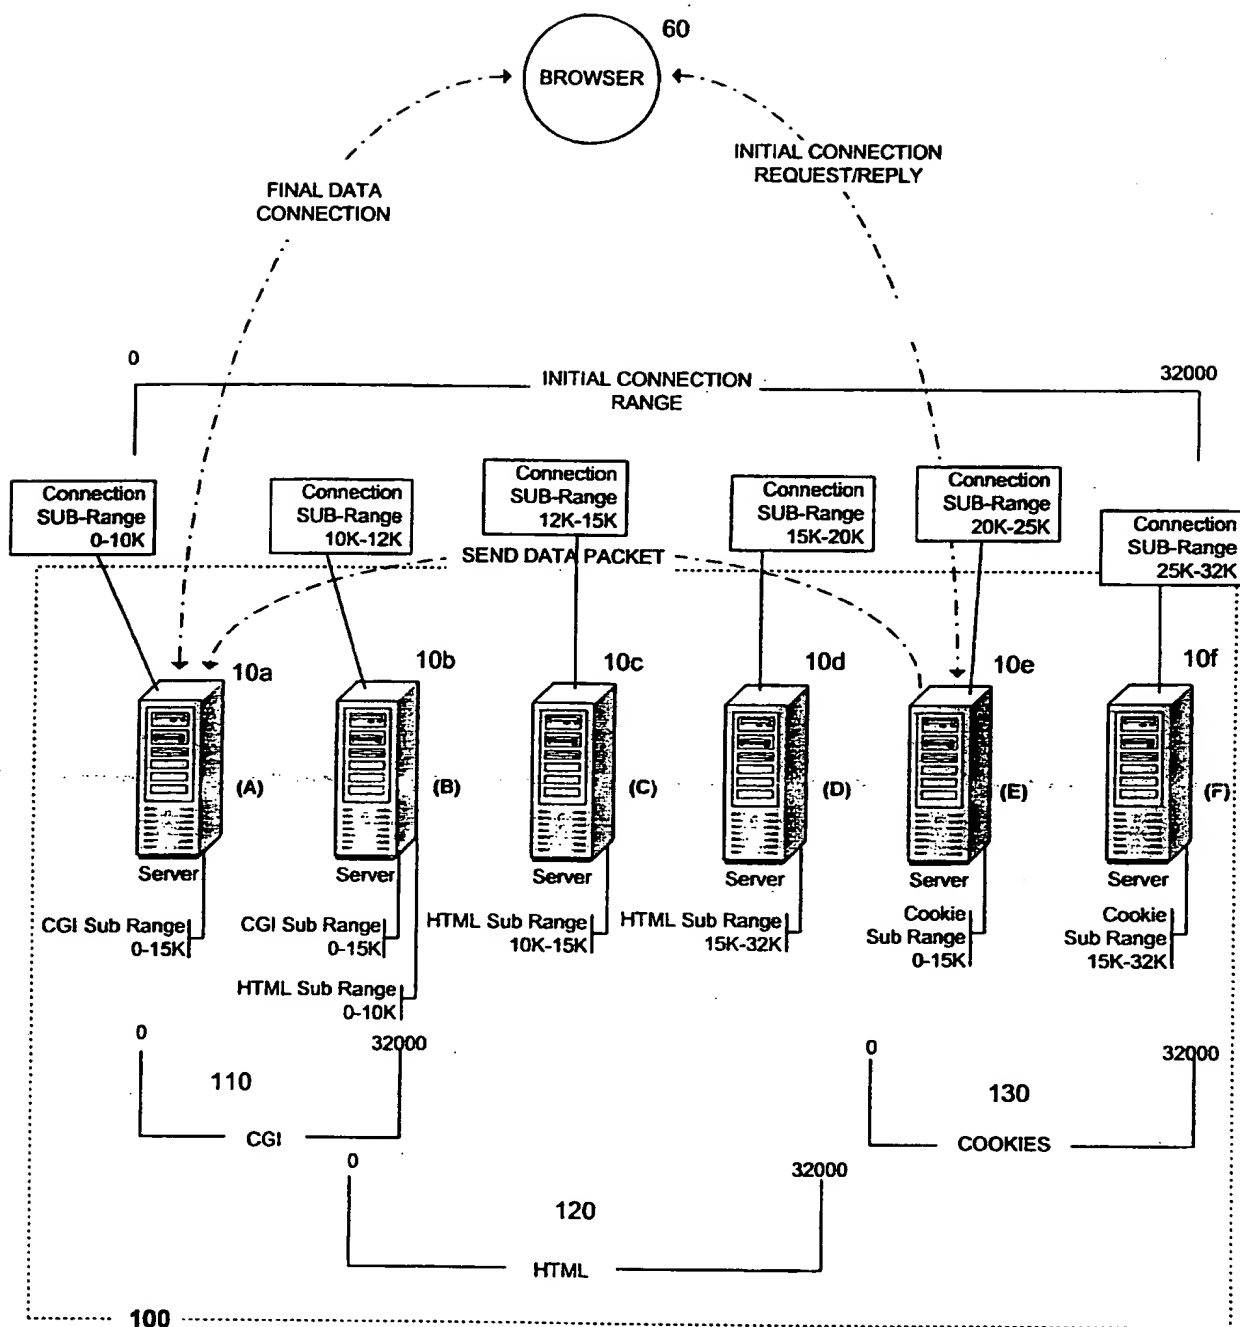 60
BROWSER
INITIAL CONNECTION
REQUEST/REPLY
FINAL DATA
CONNECTION
0
32000
INITIAL CONNECTION
RANGE
Connection
SUB-Range
0-10K
Connection
SUB-Range
10K-12K
Connection
SUB-Range
12K-15K
Connection
SUB-Range
15K-20K
Connection
SUB-Range
20K-25K
Connection
SUB-Range
25K-32K
SEND DATA PACKET
10a
10b
10c
10d
10e
10f
(A)
(B)
(C)
(D)
(E)
(F)
Server
Server
Server
Server
Server
Server
CGI Sub Range
0-15K
CGI Sub Range
0-15K
HTML Sub Range
0-10K
HTML Sub Range
10K-15K
HTML Sub Range
15K-32K
Cookie
Sub Range
0-15K
Cookie
Sub Range
15K-32K
0
32000
110
CGI
0
32000
120
HTML
0
32000
130
COOKIES
100